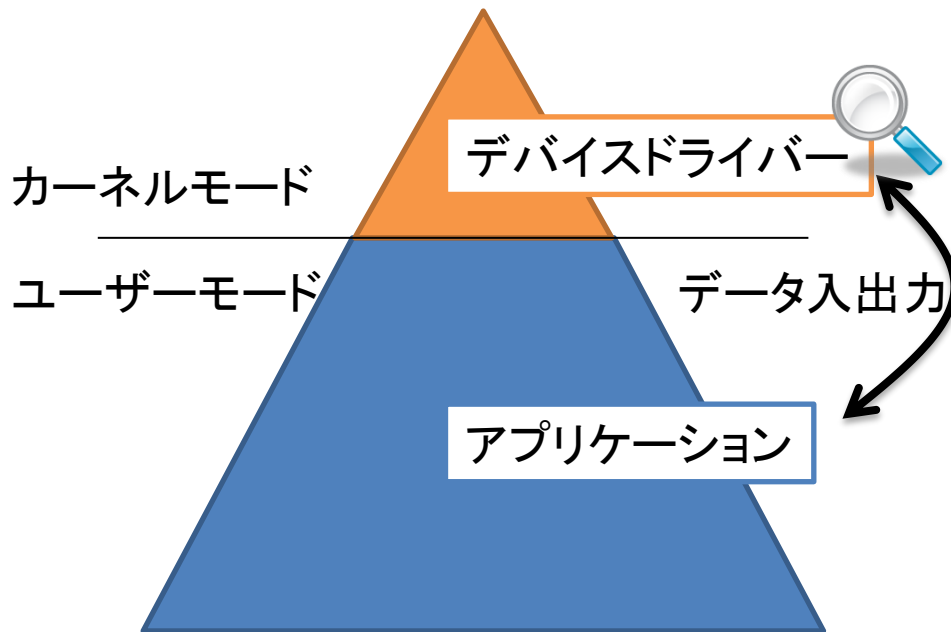 デバイスドライバー
カーネルモード
ユーザーモード
データ入出力
アプリケーション